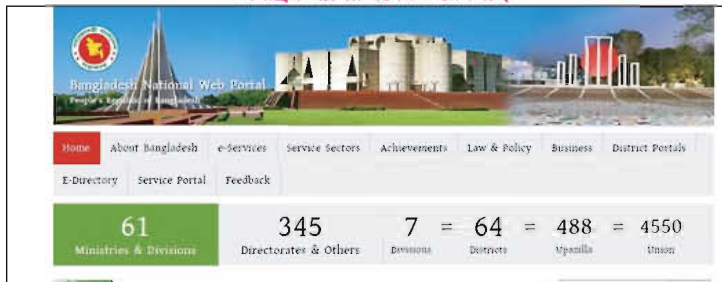 Bangladesh National Web Portal
People's Republic of Bangladesh
Home About Bangladesh e-Services Service Sectors Achievements Law & Policy Business District Portals
E-Directory Service Portal Feedback
61 345 7 = 64 = 488 = 4550
Ministries & Divisions Directorates & Others Divisions Districts Upazilla Union